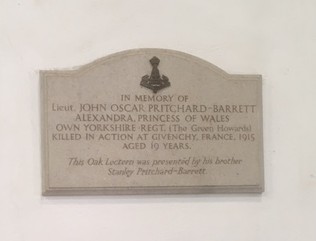 IN MEMORY OF
Lieut. JOHN OSCAR PRITCHARD-BARRETT
ALEXANDRA, PRINCESS OF WALES
OWN YORKSHIRE REGT. (The Green Howards)
KILLED IN ACTION AT GIVENCHY, FRANCE, 1915
AGED 19 YEARS.
This Oak Lectern was presented by his brother
Stanley Pritchard-Barrett